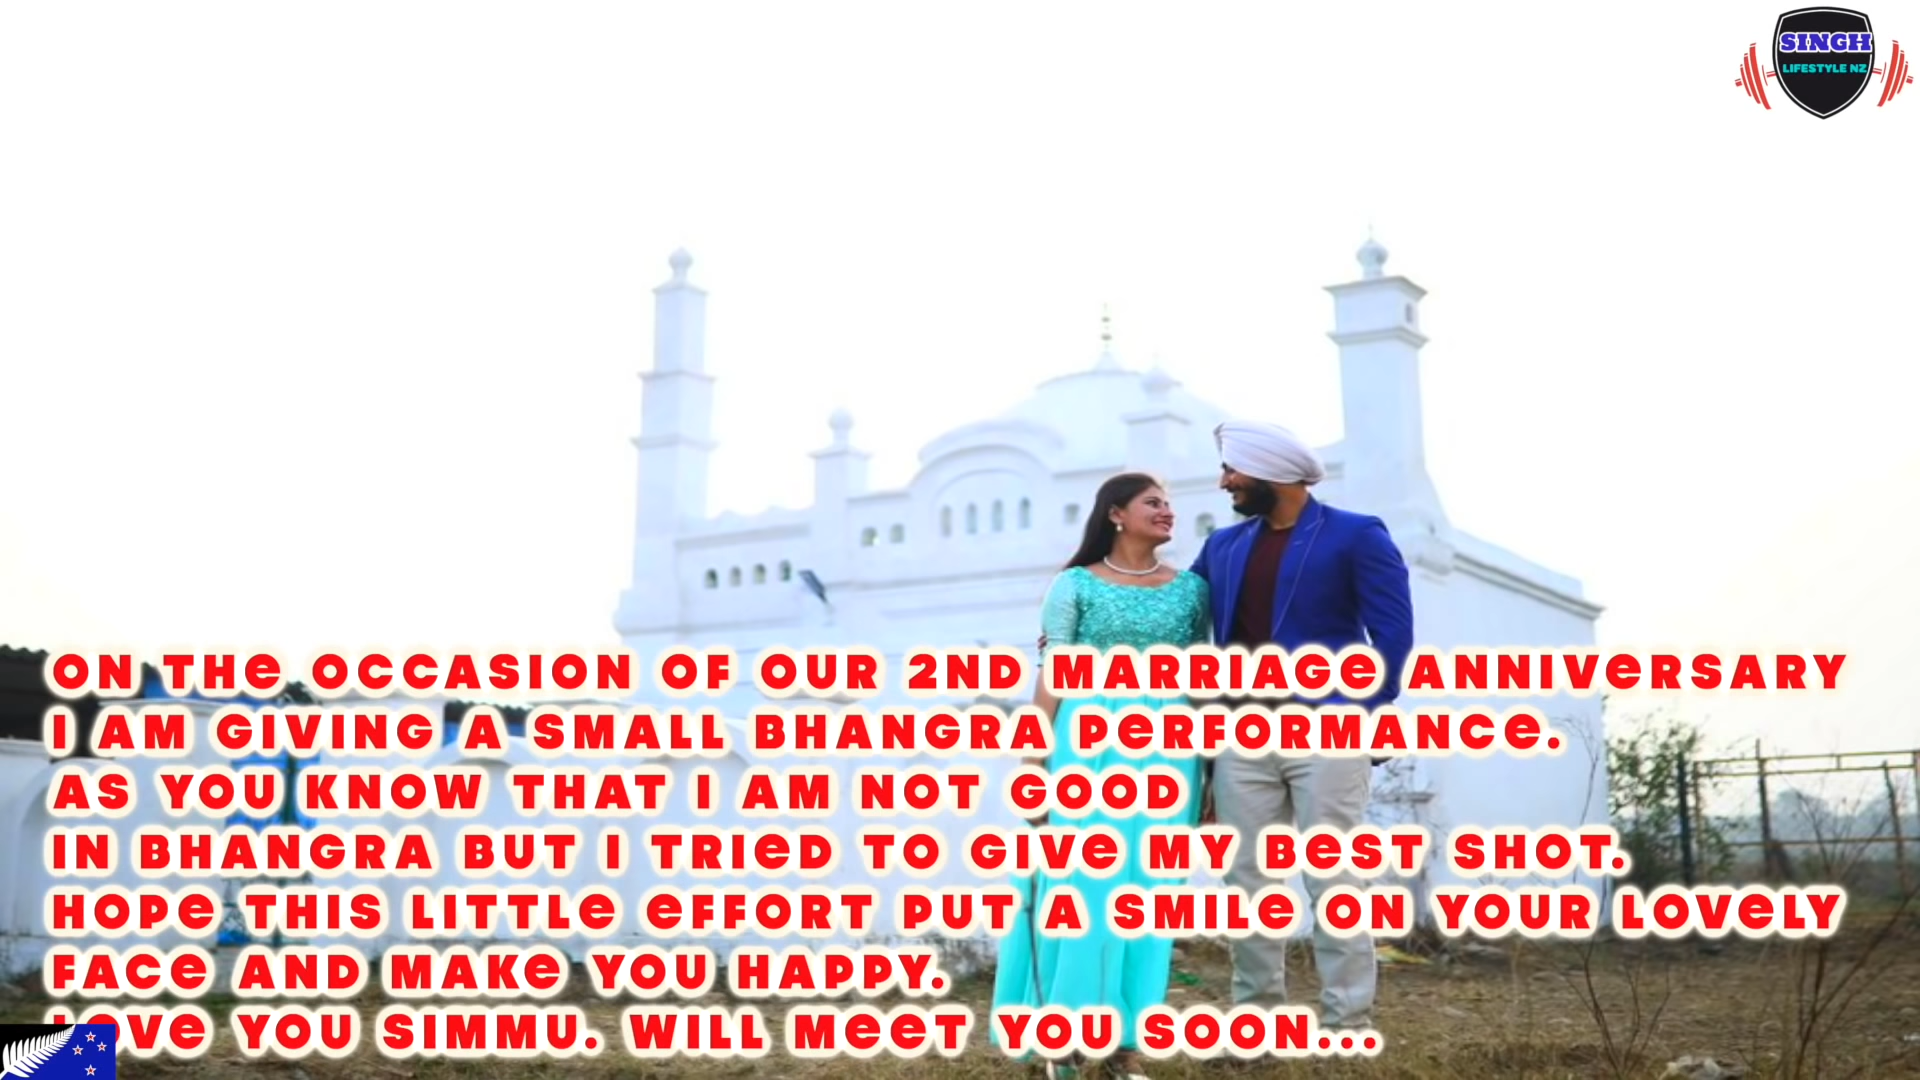 SINGH
LIFESTYLE NZ
ON THE OCCASION OF OUR 2ND MARRIAGE ANNIVERSARY
I AM GIVING A SMALL BHANGRA PERFORMANCE.
AS YOU KNOW THAT I AM NOT GOOD
IN BHANGRA BUT I TRIED TO GIVE MY BEST SHOT.
HOPE THIS LITTLE EFFORT PUT A SMILE ON YOUR LOVELY
FACE AND MAKE YOU HAPPY.
LOVE YOU SIMMU. WILL MEET YOU SOON...